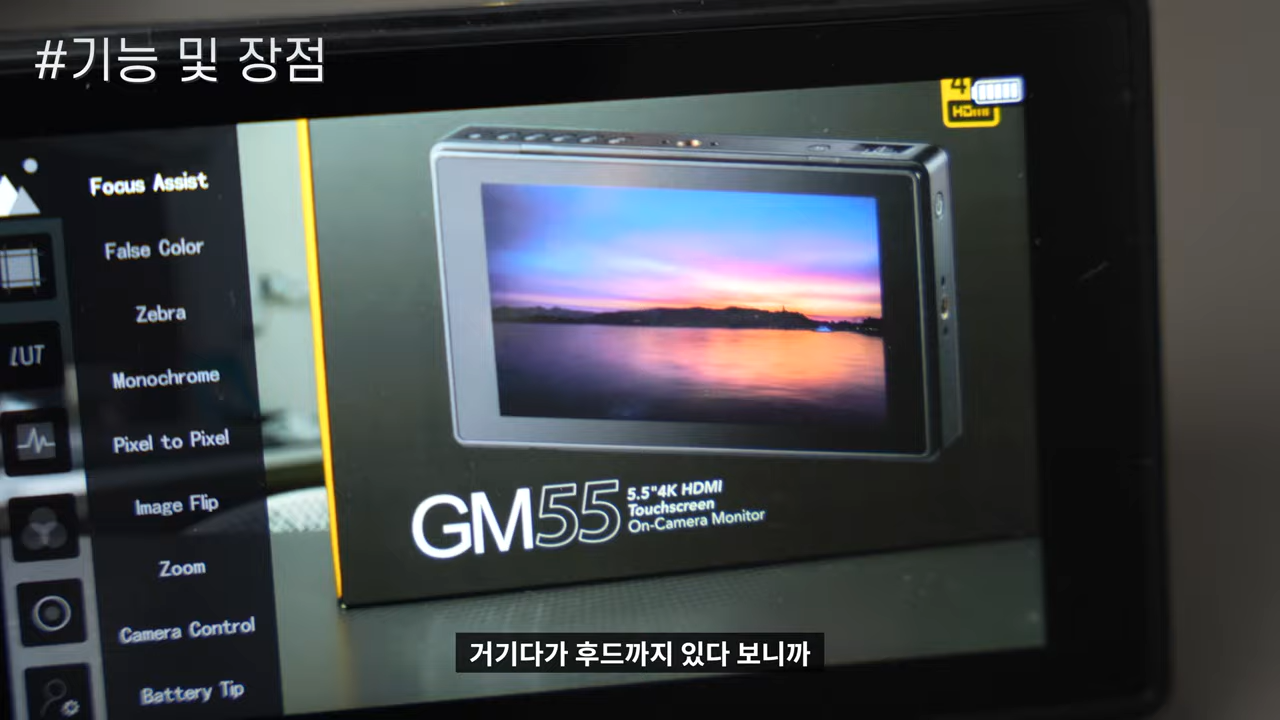 #기능 및 장점
4
HDMI
Focus Assist
False Color
Zebra
LUT
Monochrome
Pixel to Pixel
Image Flip
Zoom
Camera Control
Battery Tip
GM55
5.5"4K HDMI
Touchscreen
On-Camera Monitor
거기다가 후드까지 있다 보니까